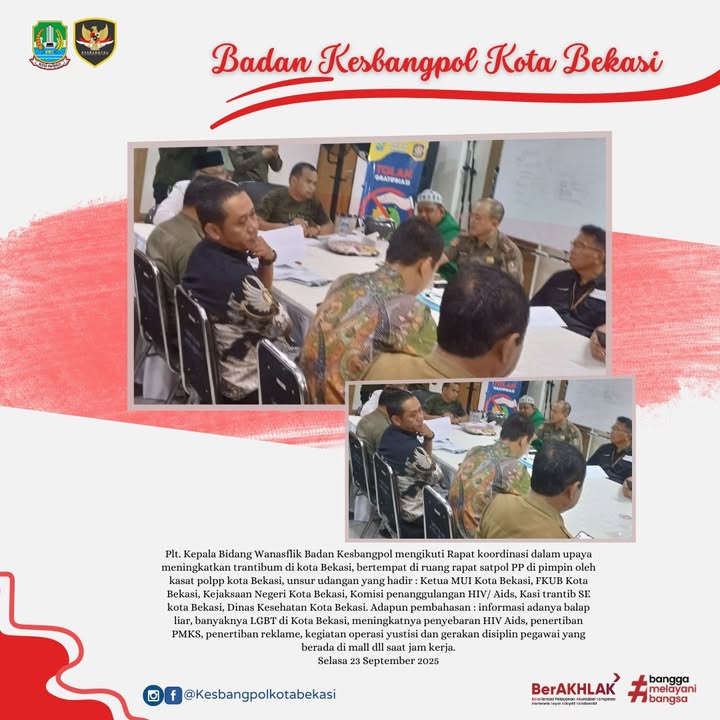 Badan Kesbangpol Kota Bekasi
TOLAK
GRATIFIKASI
TOLAK
GRATIFIKASI
Plt. Kepala Bidang Wanasflik Badan Kesbangpol mengikuti Rapat koordinasi dalam upaya
meningkatkan trantibum di kota Bekasi, bertempat di ruang rapat satpol PP di pimpin oleh
kasat polpp kota Bekasi, unsur udangan yang hadir : Ketua MUI Kota Bekasi, FKUB Kota
Bekasi, Kejaksaan Negeri Kota Bekasi, Komisi penanggulangan HIV/ Aids, Kasi trantib SE
kota Bekasi, Dinas Kesehatan Kota Bekasi. Adapun pembahasan : informasi adanya balap
liar, banyaknya LGBT di Kota Bekasi, meningkatnya penyebaran HIV Aids, penertiban
PMKS, penertiban reklame, kegiatan operasi yustisi dan gerakan disiplin pegawai yang
berada di mall dll saat jam kerja.
Selasa 23 September 2025
@Kesbangpolkotabekasi
BerAKHLAK
#bangga
melayani
bangsa